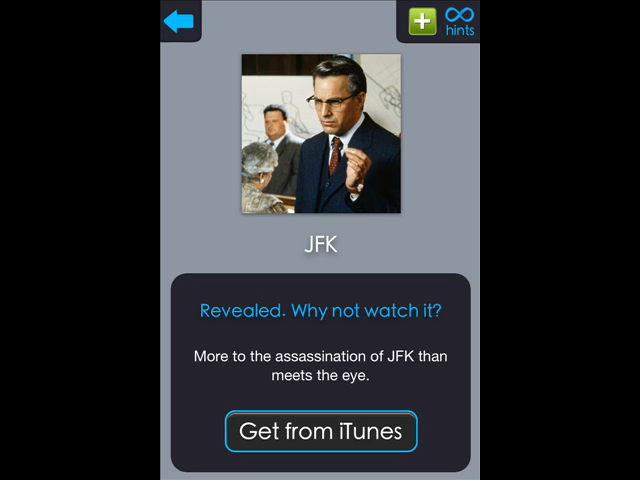 hints
JFK
Revealed. Why not watch it?
More to the assassination of JFK than
meets the eye.
Get from iTunes